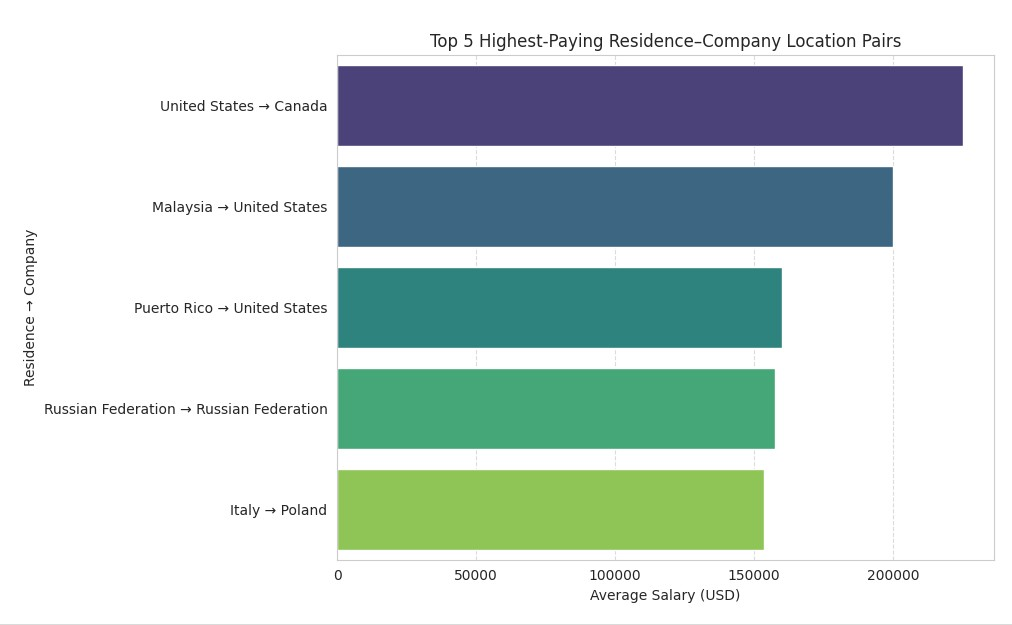 Top 5 Highest-Paying Residence–Company Location Pairs
Residence → Company
United States → Canada
Malaysia → United States
Puerto Rico → United States
Russian Federation → Russian Federation
Italy → Poland
0 50000 100000 150000 200000
Average Salary (USD)